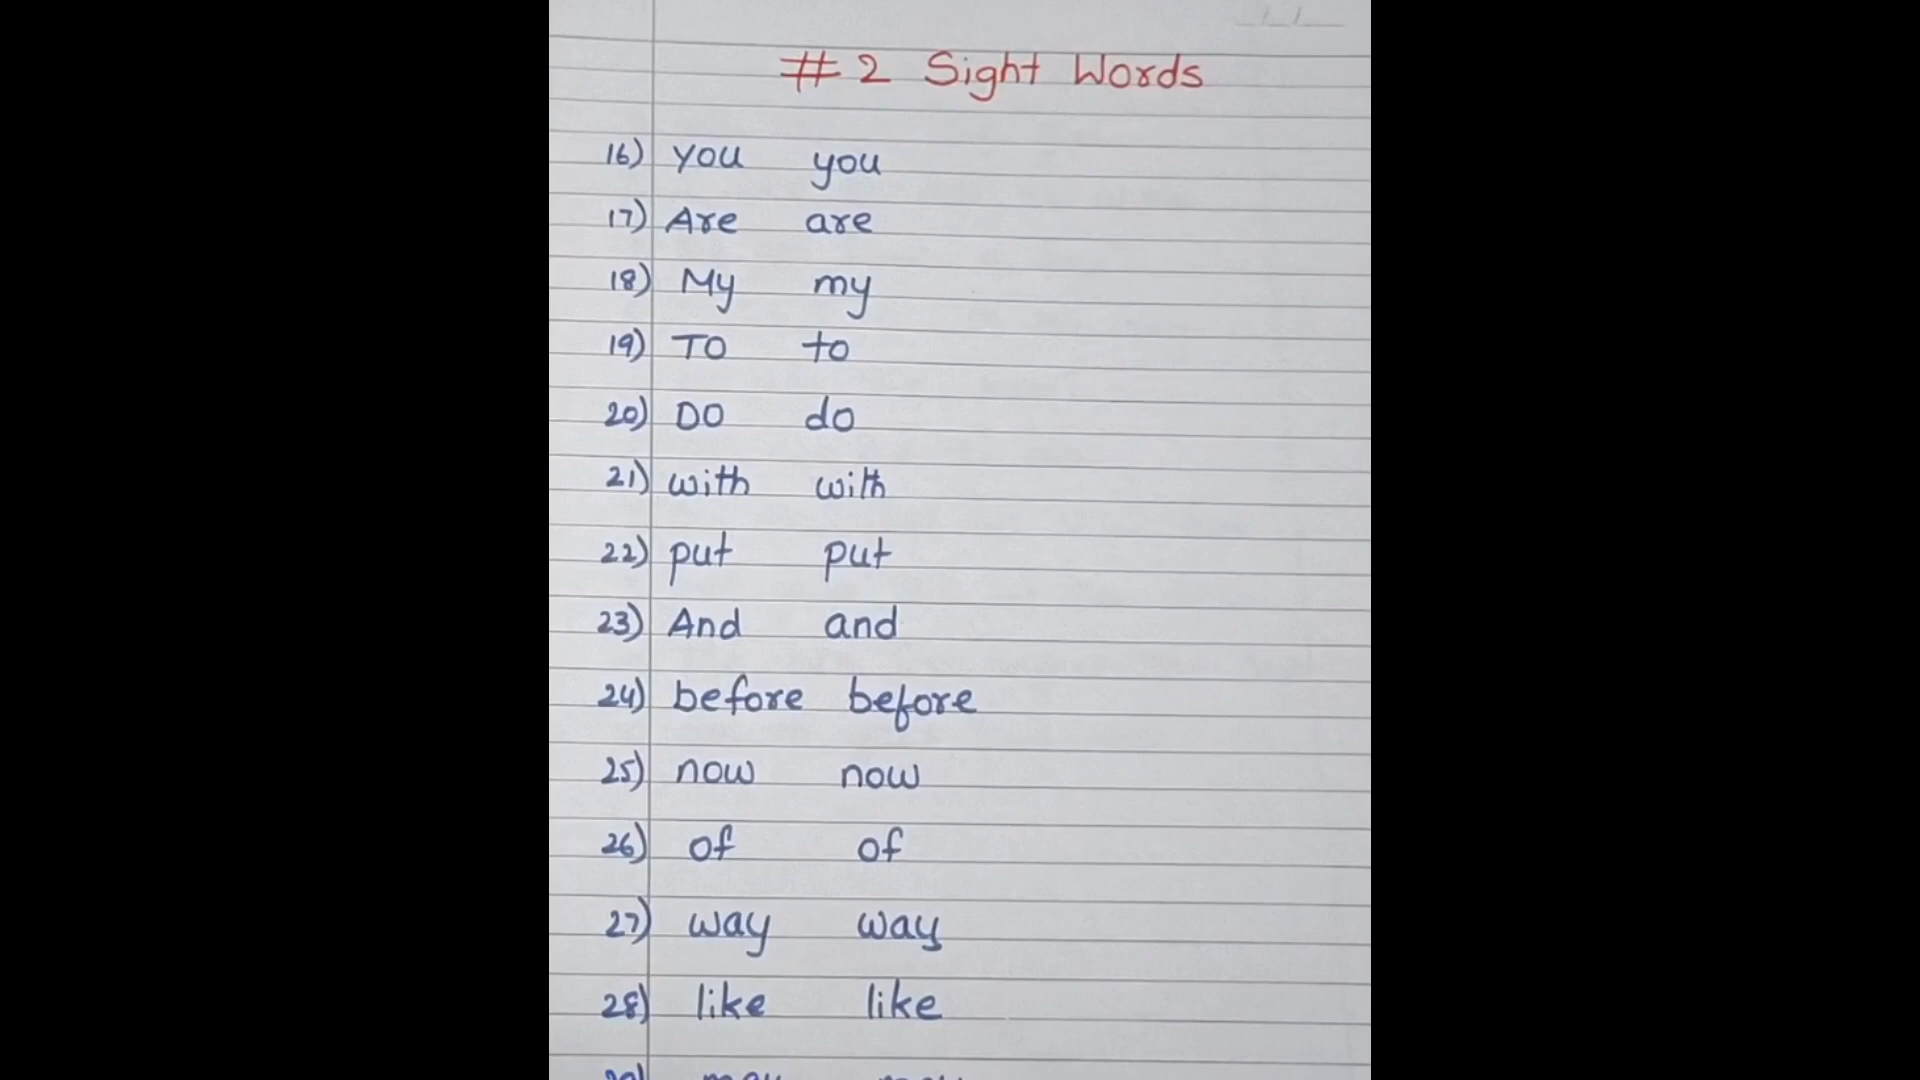 # 2 Sight Words
16) you you
17) Are are
18) My my
19) TO to
20) DO do
21) with with
22) put put
23) And and
24) before before
25) now now
26) of of
27) way way
28) like like